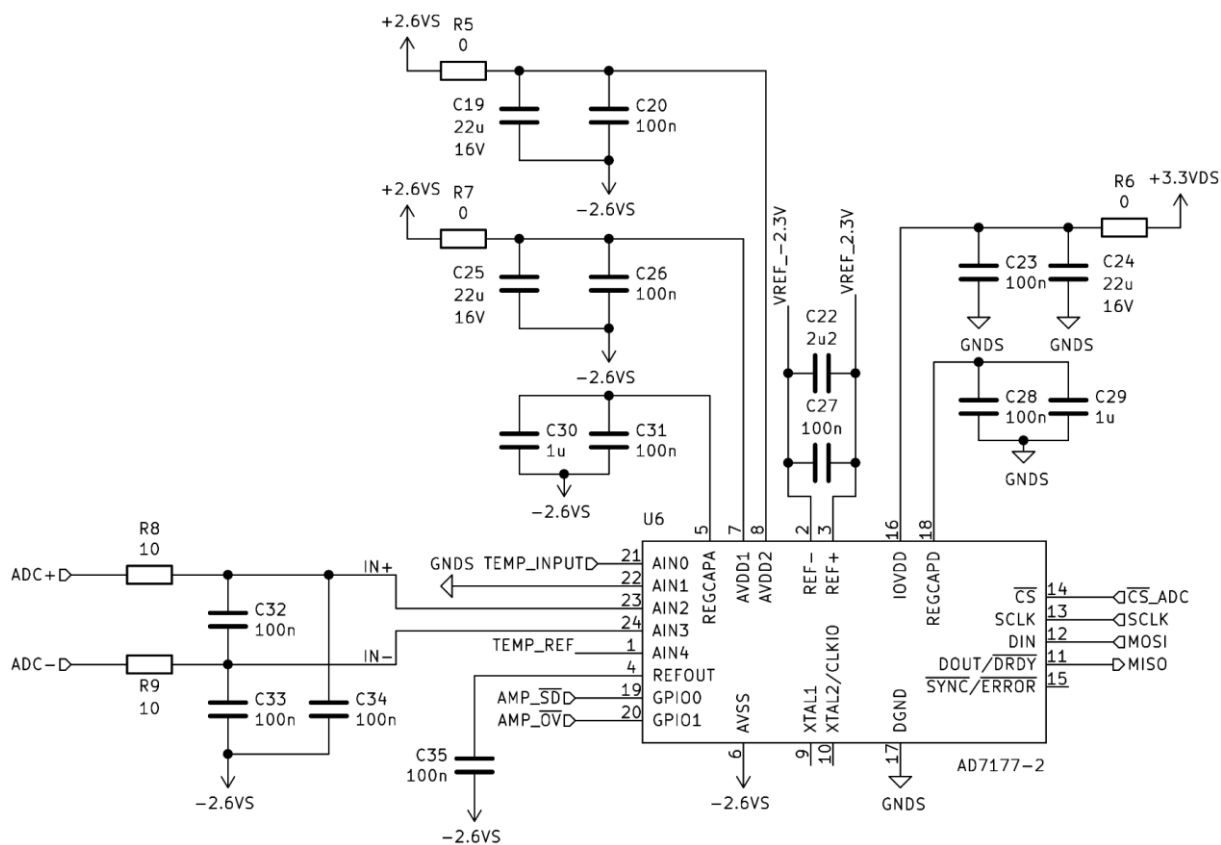 +2.6VS
R5
0
C19
22u
16V
C20
100n
-2.6VS
+2.6VS
R7
0
C25
22u
16V
C26
100n
-2.6VS
C30
1u
C31
100n
-2.6VS
VREF_-2.3V
VREF_2.3V
C22
2u2
C27
100n
R6
0
+3.3VDS
C23
100n
C24
22u
16V
GNDS
GNDS
C28
100n
C29
1u
GNDS
U6
5
7
8
2
3
16
18
REGCAPA
AVDD1
AVDD2
REF-
REF+
IOVDD
REGCAPD
R8
10
ADC+
IN+
C32
100n
ADC-
IN-
R9
10
C33
100n
C34
100n
-2.6VS
GNDS TEMP_INPUT 21 AIN0
22 AIN1
23 AIN2
24 AIN3
TEMP_REF 1 AIN4
4 REFOUT
AMP_SD 19 GPIO0
AMP_OV 20 GPIO1
C35
100n
-2.6VS
CS 14 CS_ADC
SCLK 13 SCLK
DIN 12 MOSI
DOUT/DRDY 11 MISO
SYNC/ERROR 15
AVSS
XTAL1
XTAL2/CLKIO
DGND
6
9
10
17
-2.6VS
GNDS
AD7177-2